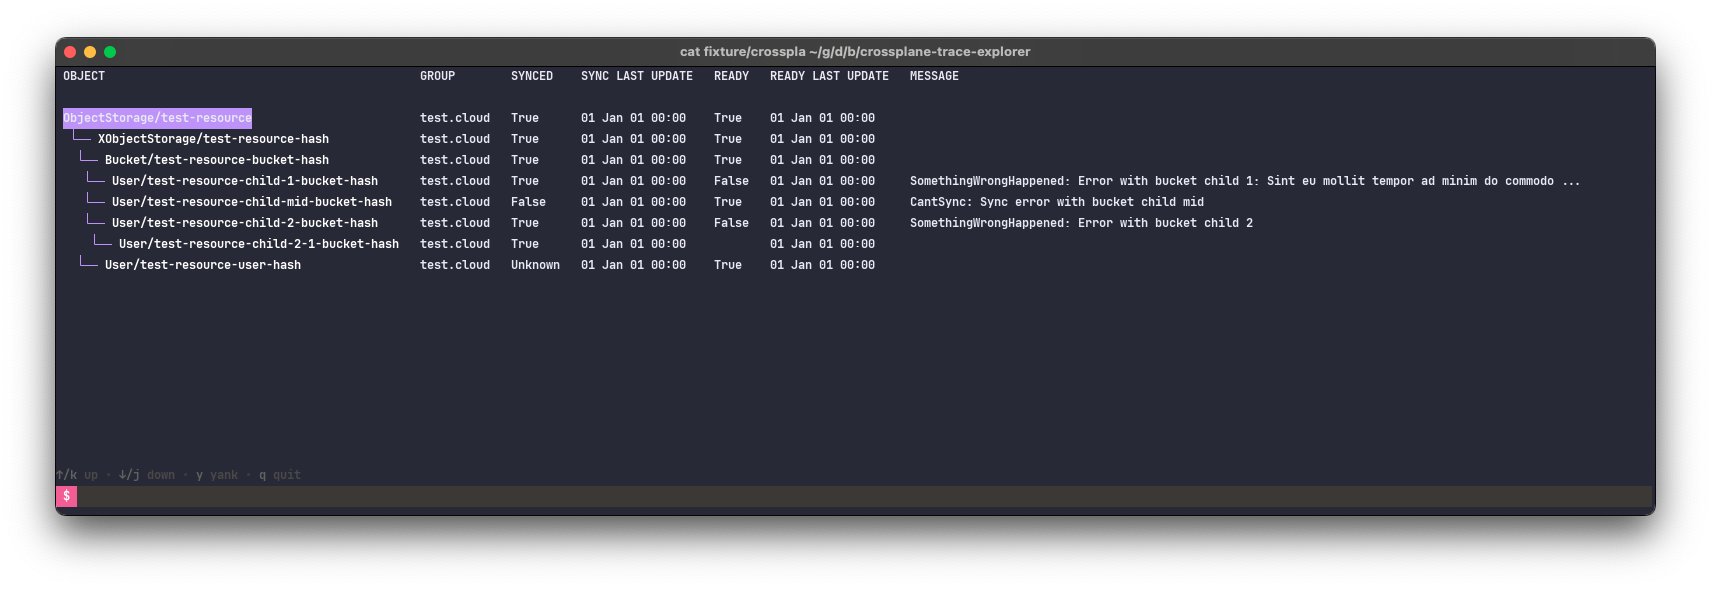 cat fixture/crosspla ~/g/d/b/crossplane-trace-explorer
OBJECT GROUP SYNCED SYNC LAST UPDATE READY READY LAST UPDATE MESSAGE
ObjectStorage/test-resource test.cloud True 01 Jan 01 00:00 True 01 Jan 01 00:00
└── XObjectStorage/test-resource-hash test.cloud True 01 Jan 01 00:00 True 01 Jan 01 00:00
└── Bucket/test-resource-bucket-hash test.cloud True 01 Jan 01 00:00 True 01 Jan 01 00:00
└── User/test-resource-child-1-bucket-hash test.cloud True 01 Jan 01 00:00 False 01 Jan 01 00:00 SomethingWrongHappened: Error with bucket child 1: Sint eu mollit tempor ad minim do commodo ...
└── User/test-resource-child-mid-bucket-hash test.cloud False 01 Jan 01 00:00 True 01 Jan 01 00:00 CantSync: Sync error with bucket child mid
└── User/test-resource-child-2-bucket-hash test.cloud True 01 Jan 01 00:00 False 01 Jan 01 00:00 SomethingWrongHappened: Error with bucket child 2
└── User/test-resource-child-2-1-bucket-hash test.cloud True 01 Jan 01 00:00 01 Jan 01 00:00
└── User/test-resource-user-hash test.cloud Unknown 01 Jan 01 00:00 True 01 Jan 01 00:00
↑/k up · ↓/j down · y yank · q quit
$